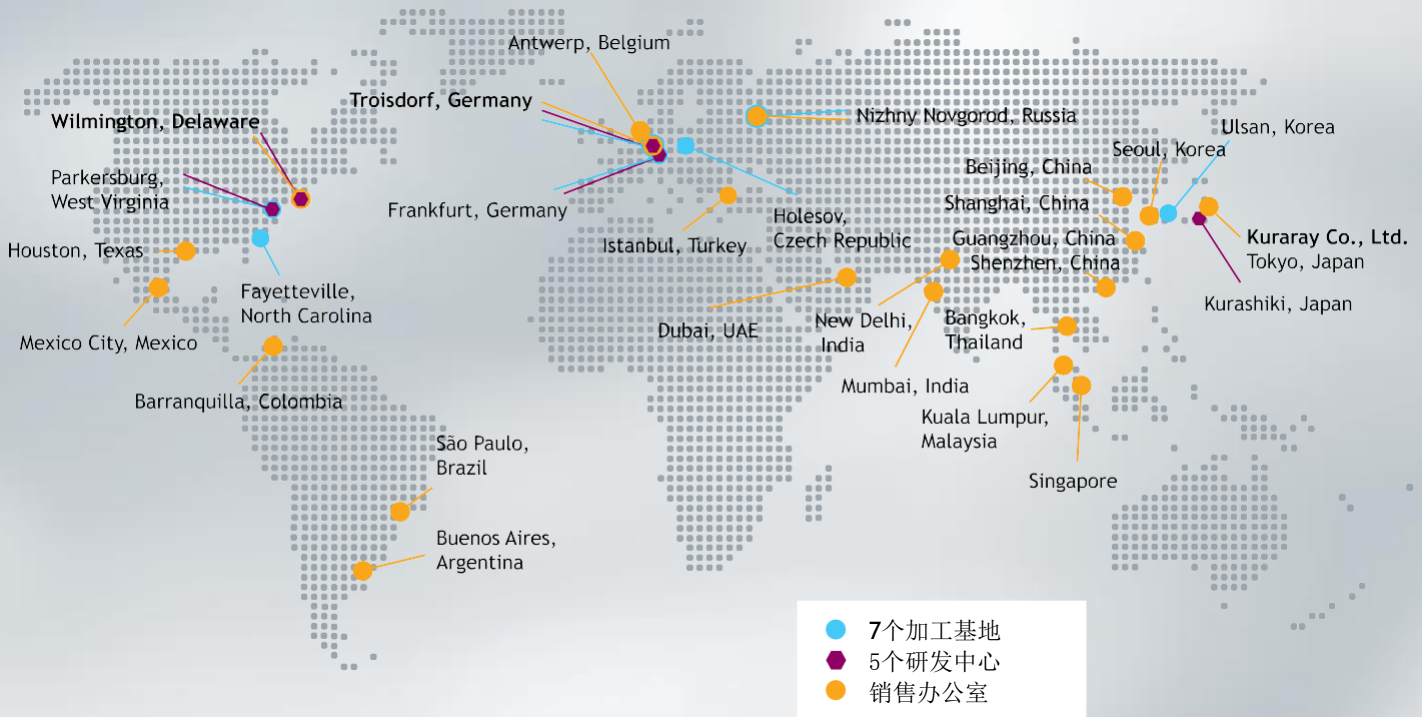 Antwerp, Belgium
Troisdorf, Germany
Wilmington, Delaware
Nizhny Novgorod, Russia
Ulsan, Korea
Seoul, Korea
Beijing, China
Parkersburg,
West Virginia
Shanghai, China
Frankfurt, Germany
Holesov,
Czech Republic
Istanbul, Turkey
Guangzhou, China
Shenzhen, China
Kuraray Co., Ltd.
Tokyo, Japan
Houston, Texas
Fayetteville,
North Carolina
Kurashiki, Japan
Dubai, UAE
New Delhi,
India
Bangkok,
Thailand
Mexico City, Mexico
Mumbai, India
Barranquilla, Colombia
Kuala Lumpur,
Malaysia
São Paulo,
Brazil
Singapore
Buenos Aires,
Argentina
7个加工基地
5个研发中心
销售办公室